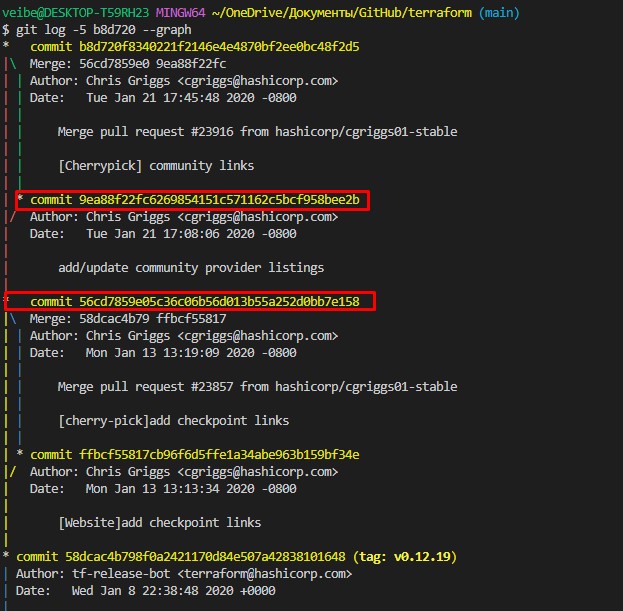 veibe@DESKTOP-T59RH23 MINGW64 ~/OneDrive/Документы/GitHub/terraform (main)
$ git log -5 b8d720 --graph
*   commit b8d720f8340221f2146e4e4870bf2ee0bc48f2d5
|\  Merge: 56cd7859e0 9ea88f22fc
| | Author: Chris Griggs <cgriggs@hashicorp.com>
| | Date:   Tue Jan 21 17:45:48 2020 -0800
| |
| |     Merge pull request #23916 from hashicorp/cgriggs01-stable
| |
| |     [Cherrypick] community links
| |
| * commit 9ea88f22fc6269854151c571162c5bcf958bee2b
|/  Author: Chris Griggs <cgriggs@hashicorp.com>
|   Date:   Tue Jan 21 17:08:06 2020 -0800
|
|       add/update community provider listings
|
*   commit 56cd7859e05c36c06b56d013b55a252d0bb7e158
|\  Merge: 58dcac4b79 ffbcf55817
| | Author: Chris Griggs <cgriggs@hashicorp.com>
| | Date:   Mon Jan 13 13:19:09 2020 -0800
| |
| |     Merge pull request #23857 from hashicorp/cgriggs01-stable
| |
| |     [cherry-pick]add checkpoint links
| |
| * commit ffbcf55817cb96f6d5ffe1a34abe963b159bf34e
|/  Author: Chris Griggs <cgriggs@hashicorp.com>
|   Date:   Mon Jan 13 13:13:34 2020 -0800
|
|       [Website]add checkpoint links
|
* commit 58dcac4b798f0a2421170d84e507a42838101648 (tag: v0.12.19)
| Author: tf-release-bot <terraform@hashicorp.com>
| Date:   Wed Jan 8 22:38:48 2020 +0000
|